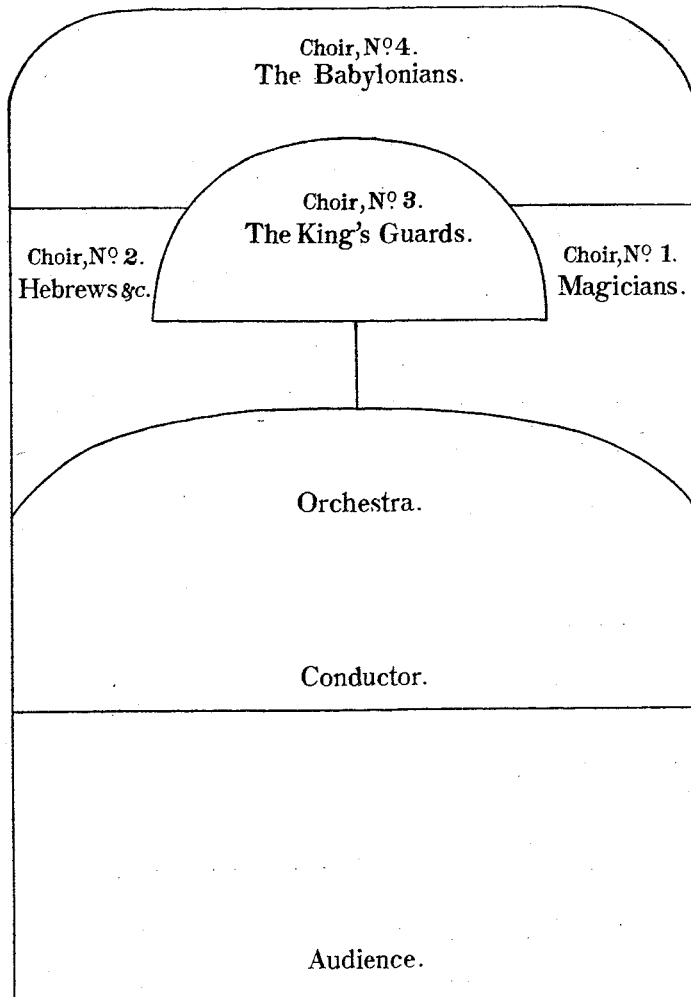 Choir, Nº 4.
The Babylonians.
Choir, Nº 3.
The King's Guards.
Choir, Nº 2.
Hebrews &c.
Choir, Nº 1.
Magicians.
Orchestra.
Conductor.
Audience.